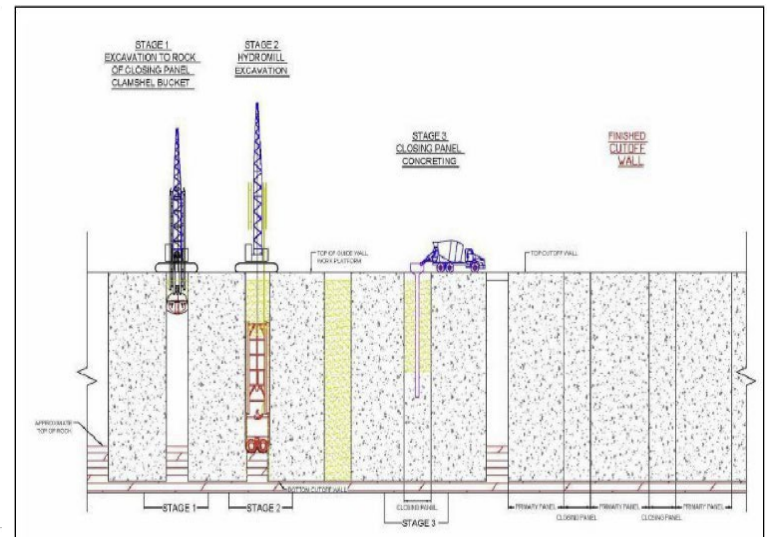 STAGE 1
EXCAVATION TO ROCK
OF CLOSING PANEL
CLAMSHEL BUCKET
STAGE 2
HYDROMILL
EXCAVATION
STAGE 3
CLOSING PANEL
CONCRETING
FINISHED
CUTOFF
WALL
TOP OF GUIDE WALL
WORK PLATFORM
TOP CUTOFF WALL
APPROXIMATE
TOP OF ROCK
BOTTON CUTOFF WALL
STAGE 1
STAGE 2
CLOSING PANEL
STAGE 3
PRIMARY PANEL
CLOSING PANEL
PRIMARY PANEL
CLOSING PANEL
PRIMARY PANEL